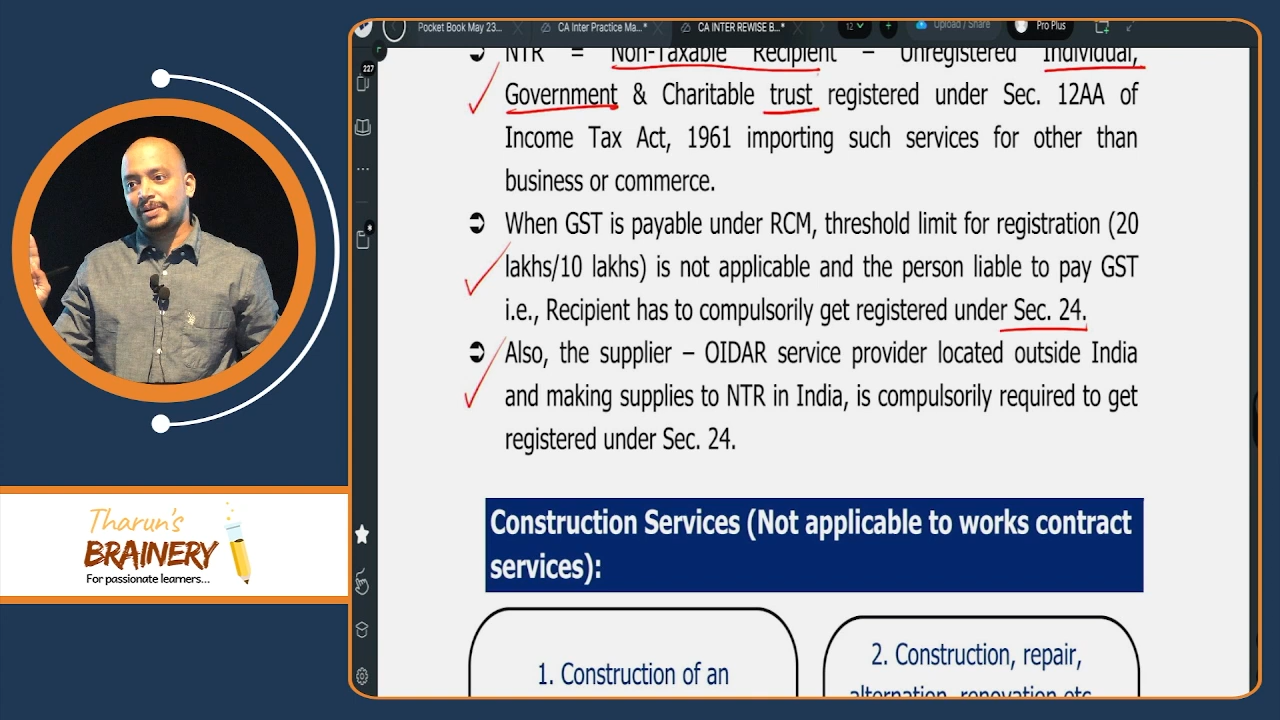 Pocket Book May 23...
CA Inter Practice Ma...*
CA INTER REWISE B...*
12
Upload / Share
Pro Plus
227
NTR = Non-Taxable Recipient – Unregistered Individual,
Government & Charitable trust registered under Sec. 12AA of
Income Tax Act, 1961 importing such services for other than
business or commerce.
When GST is payable under RCM, threshold limit for registration (20
lakhs/10 lakhs) is not applicable and the person liable to pay GST
i.e., Recipient has to compulsorily get registered under Sec. 24.
Also, the supplier – OIDAR service provider located outside India
and making supplies to NTR in India, is compulsorily required to get
registered under Sec. 24.
Tharun's
BRAINERY
For passionate learners...
Construction Services (Not applicable to works contract
services):
1. Construction of an
2. Construction, repair,
alternation, renovation etc